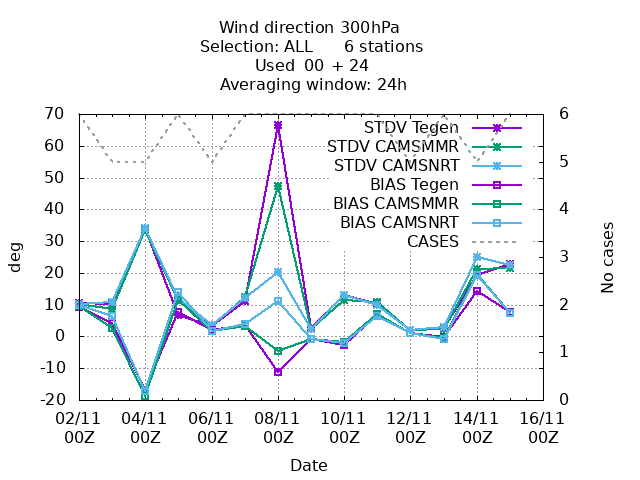 Wind direction 300hPa
Selection: ALL 6 stations
Used 00 + 24
Averaging window: 24h
70
60
50
40
30
20
10
0
-10
-20
deg
STDV Tegen
STDV CAMSMMR
STDV CAMSNRT
BIAS Tegen
BIAS CAMSMMR
BIAS CAMSNRT
CASES
6
5
4
3
2
1
0
No cases
02/11 04/11 06/11 08/11 10/11 12/11 14/11 16/11
00Z 00Z 00Z 00Z 00Z 00Z 00Z 00Z
Date